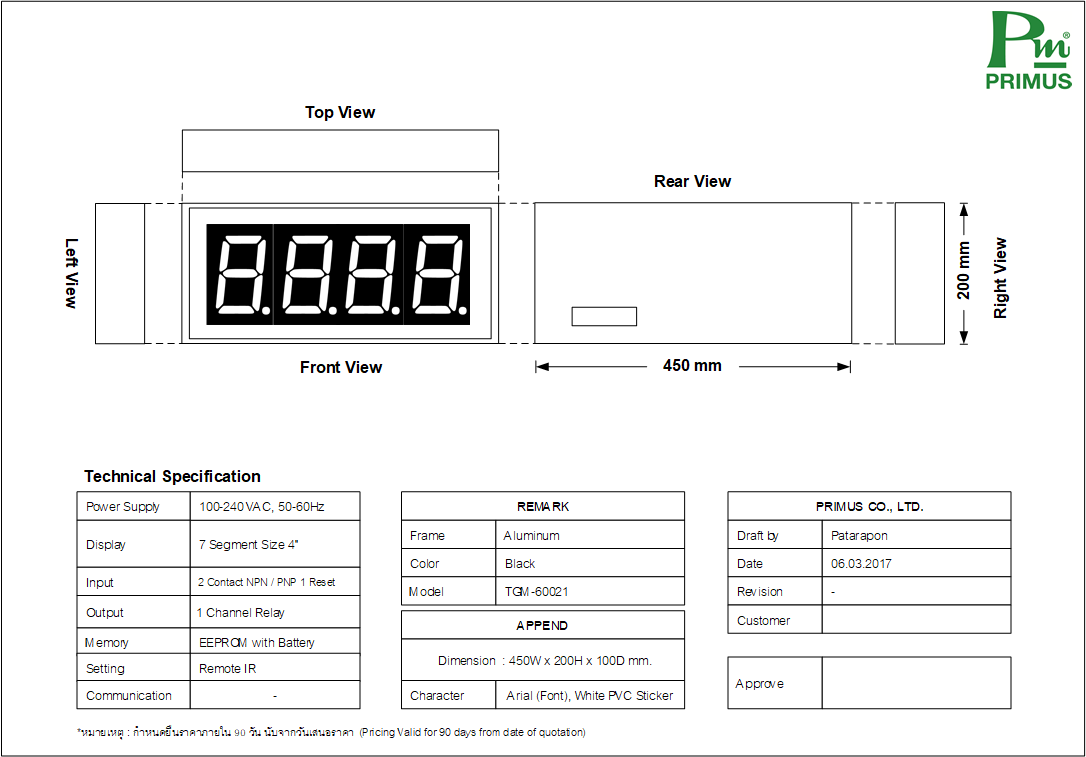 Pm®
PRIMUS
Top View
Rear View
Left View
8.8.8.8.
200 mm
Right View
Front View
450 mm
Technical Specification
Power Supply 100-240 VAC, 50-60Hz
Display 7 Segment Size 4"
Input 2 Contact NPN / PNP 1 Reset
Output 1 Channel Relay
Memory EEPROM with Battery
Setting Remote IR
Communication -
REMARK
Frame Aluminum
Color Black
Model TGM-60021
APPEND
Dimension : 450W x 200H x 100D mm.
Character Arial (Font), White PVC Sticker
PRIMUS CO., LTD.
Draft by Patarapon
Date 06.03.2017
Revision -
Customer
Approve
*หมายเหตุ : กำหนดยืนราคาภายใน 90 วัน นับจากวันเสนอราคา (Pricing Valid for 90 days from date of quotation)